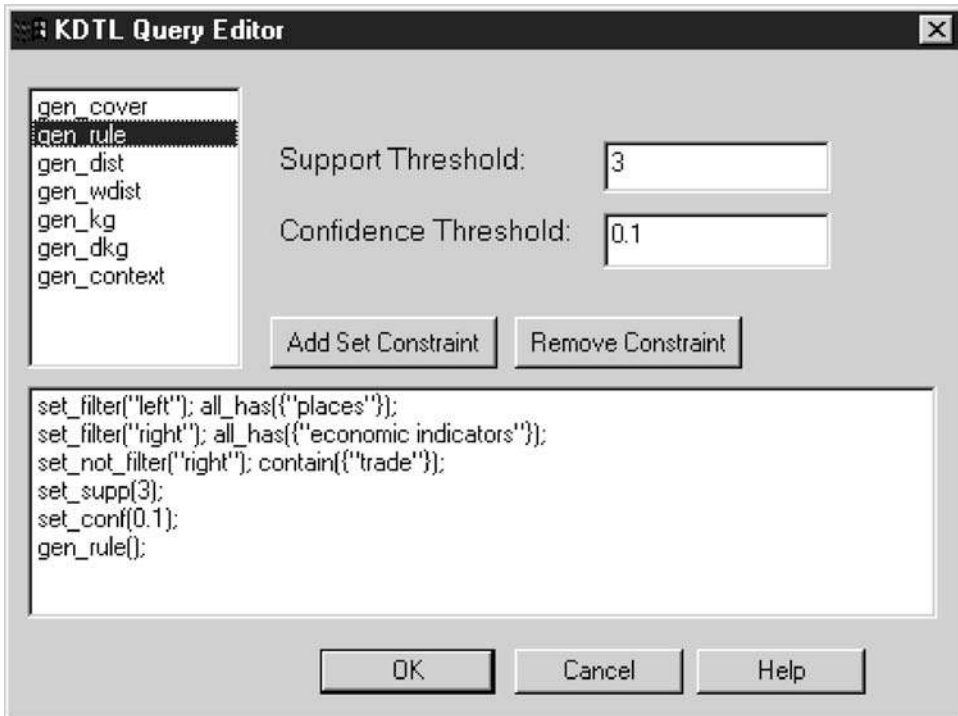 KDTL Query Editor
gen_cover
gen_rule
gen_dist
gen_wdist
gen_kg
gen_dkg
gen_context
Support Threshold:
3
Confidence Threshold:
0.1
Add Set Constraint
Remove Constraint
set_filter("left"); all_has({"places"});
set_filter("right"); all_has({"economic indicators"});
set_not_filter("right"); contain({"trade"});
set_supp(3);
set_conf(0.1);
gen_rule();
OK
Cancel
Help